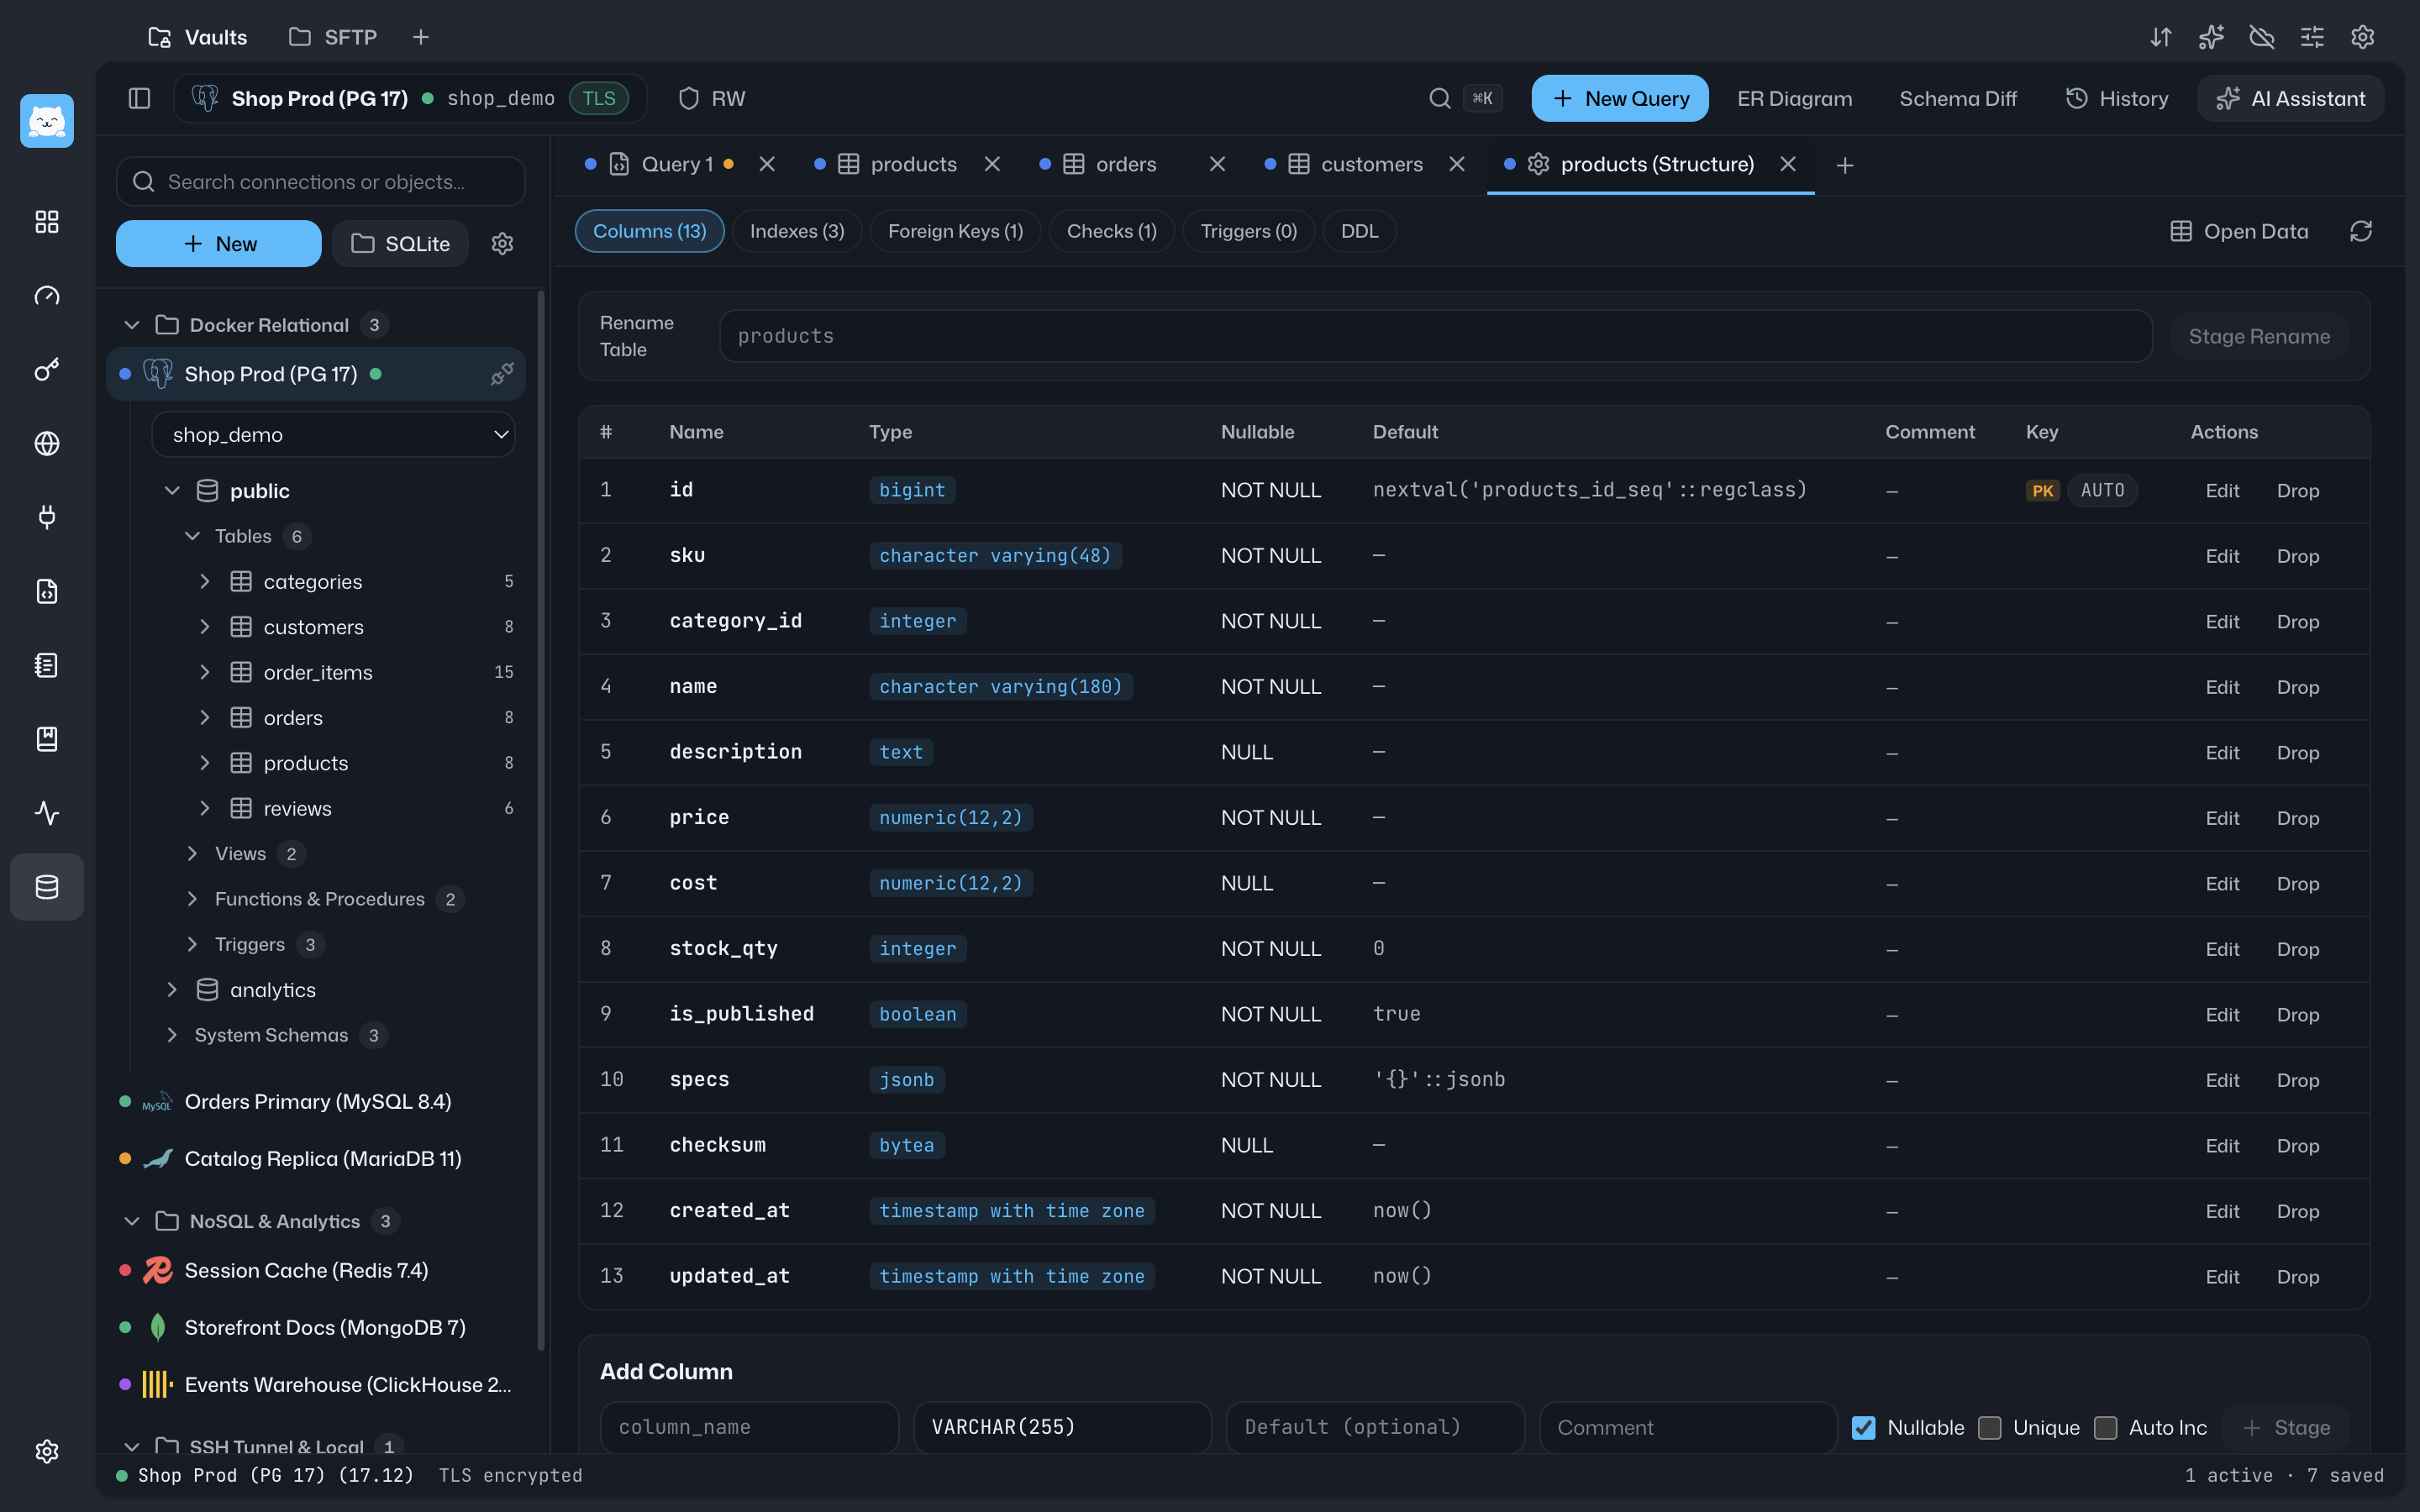 Vaults SFTP
Shop Prod (PG 17) shop_demo TLS RW ⌘K New Query ER Diagram Schema Diff History AI Assistant
Search connections or objects...
New SQLite
Docker Relational 3
Shop Prod (PG 17)
shop_demo
public
Tables 6
categories 5
customers 8
order_items 15
orders 8
products 8
reviews 6
Views 2
Functions & Procedures 2
Triggers 3
analytics
System Schemas 3
MySQL Orders Primary (MySQL 8.4)
Catalog Replica (MariaDB 11)
NoSQL & Analytics 3
Session Cache (Redis 7.4)
Storefront Docs (MongoDB 7)
Events Warehouse (ClickHouse 2...
SSH Tunnel & Local 1
Query 1 products orders customers products (Structure)
Columns (13) Indexes (3) Foreign Keys (1) Checks (1) Triggers (0) DDL Open Data
Rename
Table
products Stage Rename
# Name Type Nullable Default Comment Key Actions
1 id bigint NOT NULL nextval('products_id_seq'::regclass) — PK AUTO Edit Drop
2 sku character varying(48) NOT NULL — — Edit Drop
3 category_id integer NOT NULL — — Edit Drop
4 name character varying(180) NOT NULL — — Edit Drop
5 description text NULL — — Edit Drop
6 price numeric(12,2) NOT NULL — — Edit Drop
7 cost numeric(12,2) NULL — — Edit Drop
8 stock_qty integer NOT NULL 0 — Edit Drop
9 is_published boolean NOT NULL true — Edit Drop
10 specs jsonb NOT NULL '{}'::jsonb — Edit Drop
11 checksum bytea NULL — — Edit Drop
12 created_at timestamp with time zone NOT NULL now() — Edit Drop
13 updated_at timestamp with time zone NOT NULL now() — Edit Drop
Add Column
column_name VARCHAR(255) Default (optional) Comment Nullable Unique Auto Inc Stage
Shop Prod (PG 17) (17.12) TLS encrypted 1 active · 7 saved